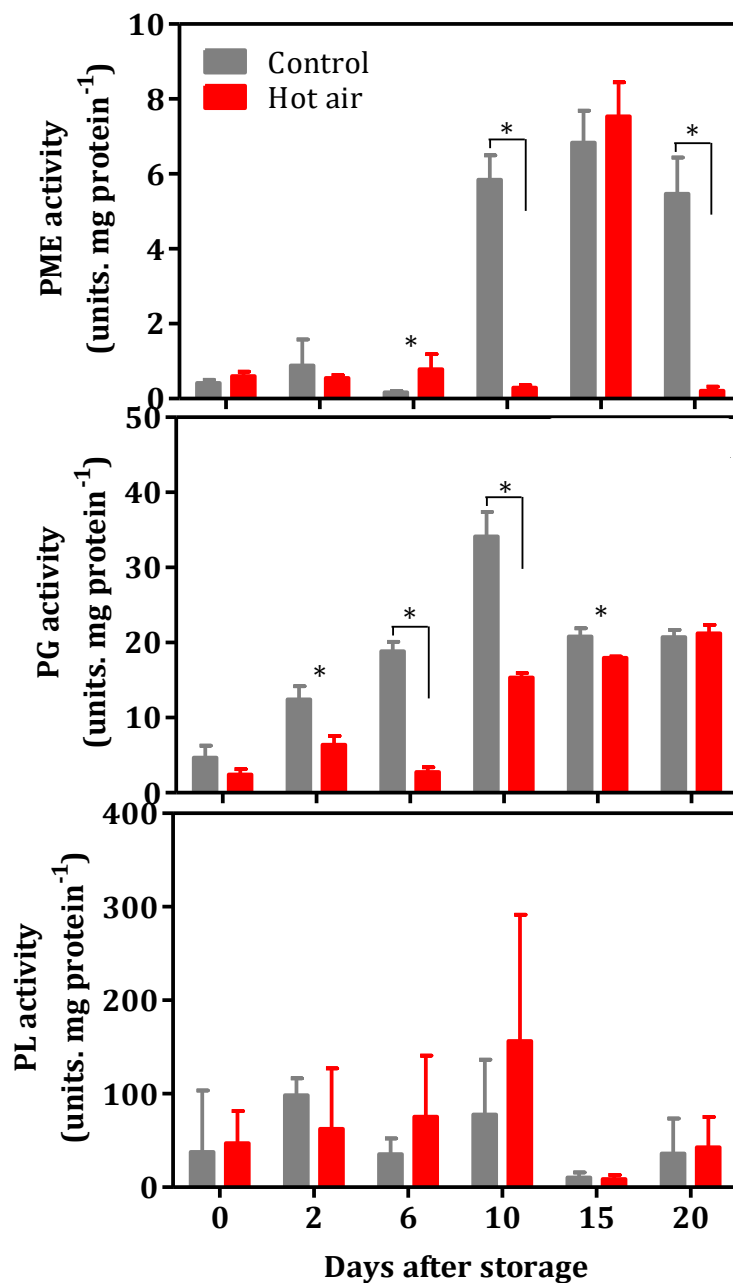 10
Control
Hot air
8
*
*
6
4
2
*
0
PME activity
(units. mg protein-1)
50
40
*
30
*
*
20
*
10
0
PG activity
(units. mg protein-1)
400
300
200
100
0
PL activity
(units. mg protein-1)
0 2 6 10 15 20
Days after storage